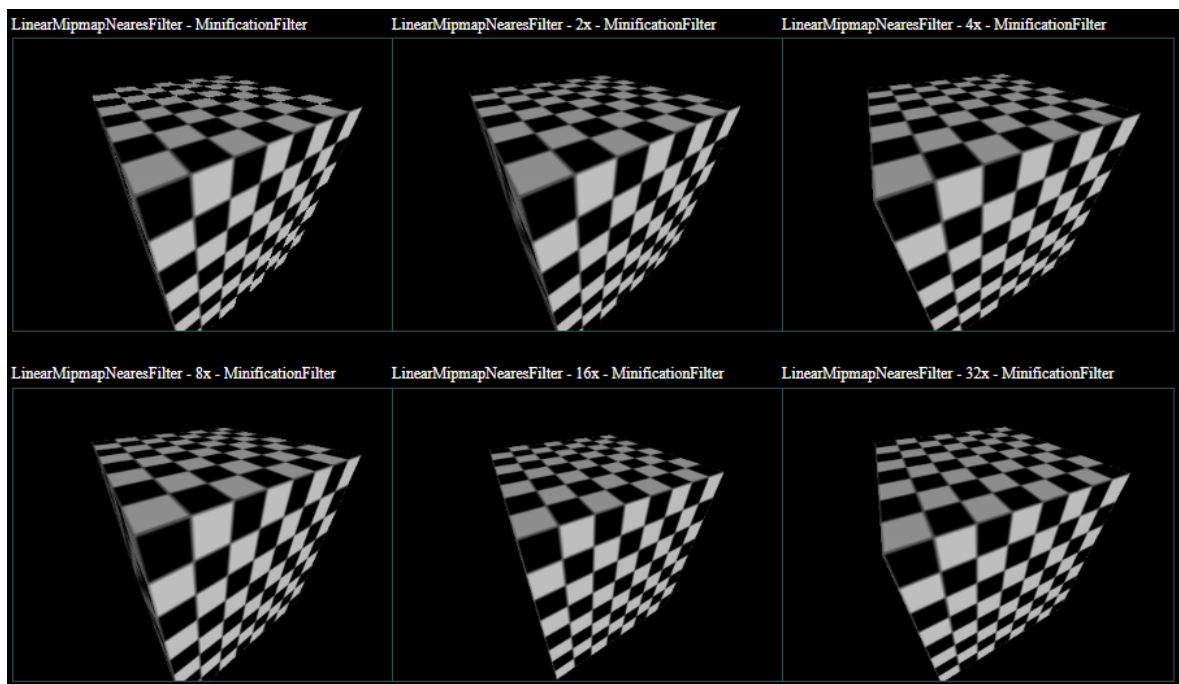 LinearMipmapNearesFilter - MinificationFilter
LinearMipmapNearesFilter - 2x - MinificationFilter
LinearMipmapNearesFilter - 4x - MinificationFilter
LinearMipmapNearesFilter - 8x - MinificationFilter
LinearMipmapNearesFilter - 16x - MinificationFilter
LinearMipmapNearesFilter - 32x - MinificationFilter